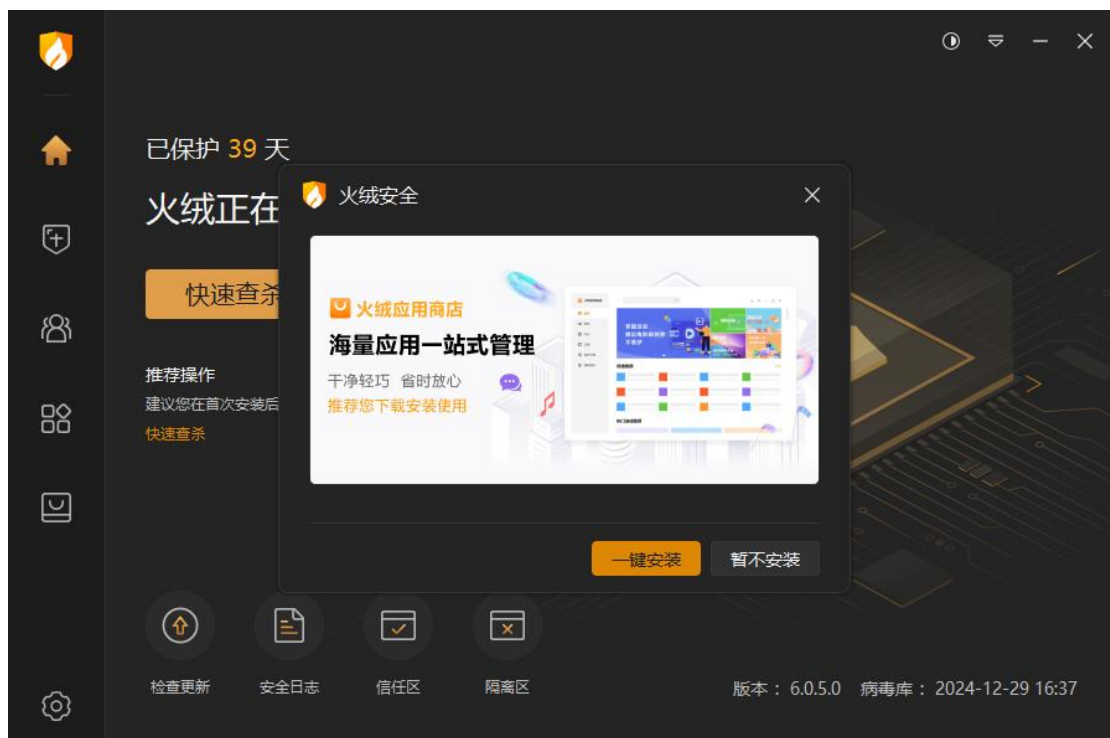 已保护 39 天
火绒正在
快速查杀
推荐操作
建议您在首次安装后
快速查杀
火绒安全
火绒应用商店
海量应用一站式管理
干净轻巧 省时放心
推荐您下载安装使用
一键安装
暂不安装
检查更新
安全日志
信任区
隔离区
版本： 6.0.5.0 病毒库： 2024-12-29 16:37